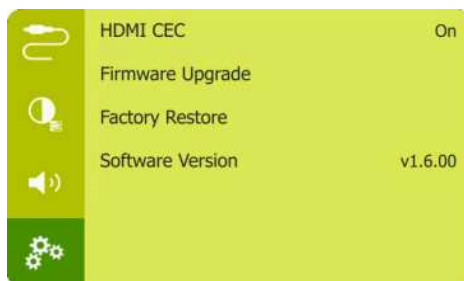 HDMI CEC On
Firmware Upgrade
Factory Restore
Software Version v1.6.00